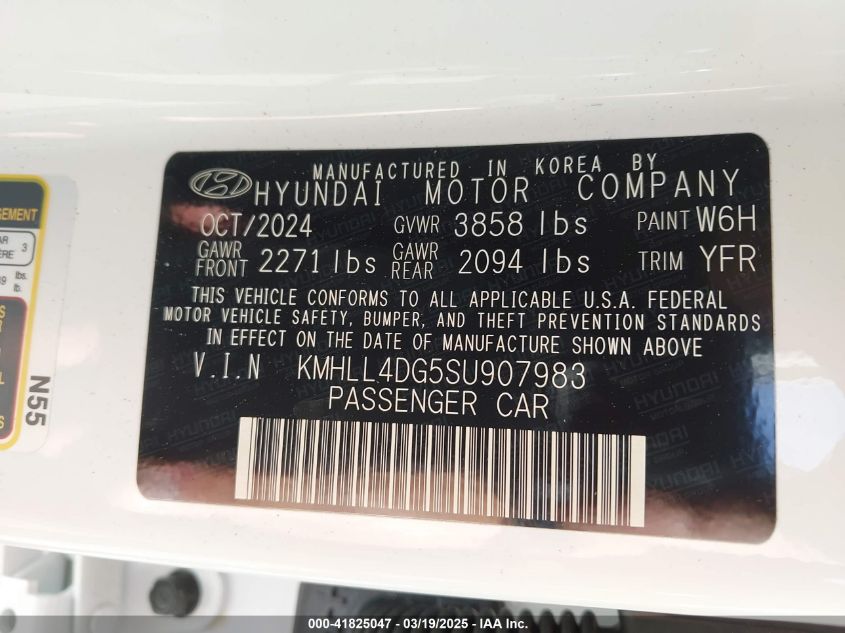 MANUFACTURED IN KOREA BY
HYUNDAI MOTOR COMPANY
OCT/2024 GVWR 3858 lbs PAINT W6H
GAWR FRONT 2271 lbs GAWR REAR 2094 lbs TRIM YFR
THIS VEHICLE CONFORMS TO ALL APPLICABLE U.S.A. FEDERAL
MOTOR VEHICLE SAFETY, BUMPER, AND THEFT PREVENTION STANDARDS
IN EFFECT ON THE DATE OF MANUFACTURE SHOWN ABOVE
V.I.N KMHLL4DG5SU907983
PASSENGER CAR
N55
000-41825047 - 03/19/2025 - IAA Inc.